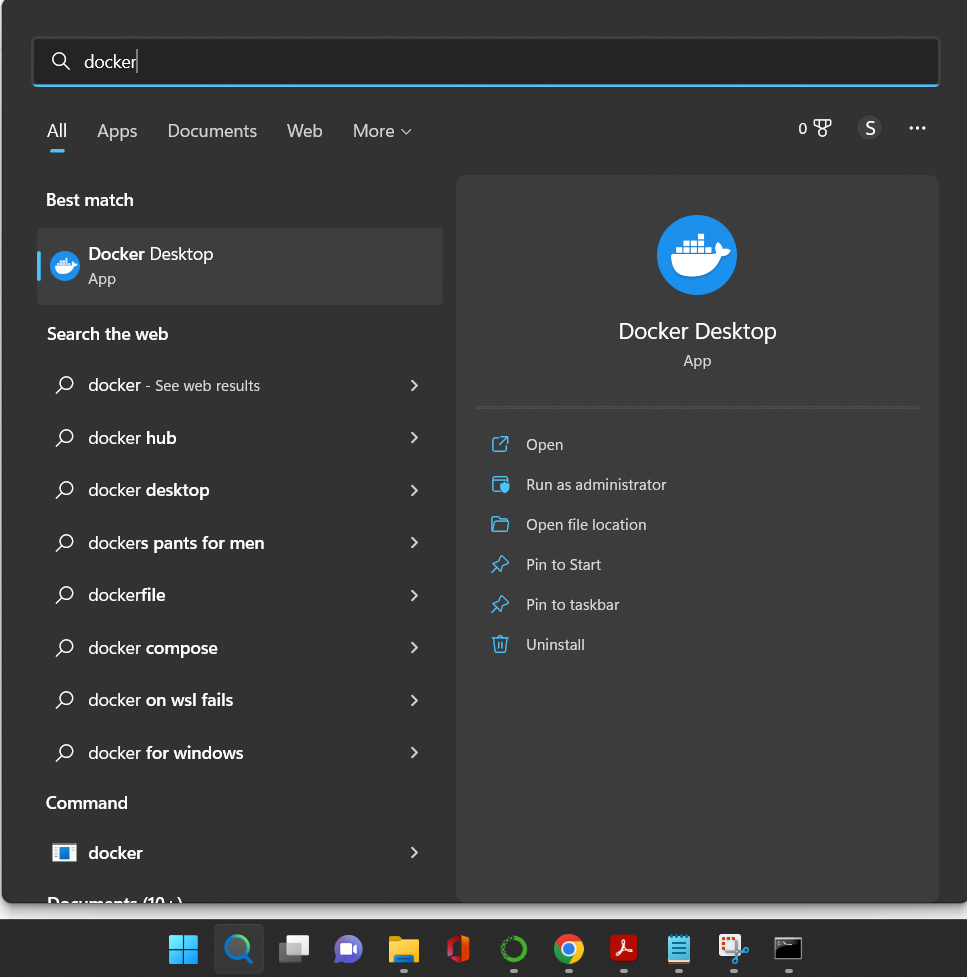 docker
All Apps Documents Web More
0
S
Best match
Docker Desktop
App
Search the web
docker - See web results
docker hub
docker desktop
dockers pants for men
dockerfile
docker compose
docker on wsl fails
docker for windows
Command
docker
Documents (10+)
Docker Desktop
App
Open
Run as administrator
Open file location
Pin to Start
Pin to taskbar
Uninstall